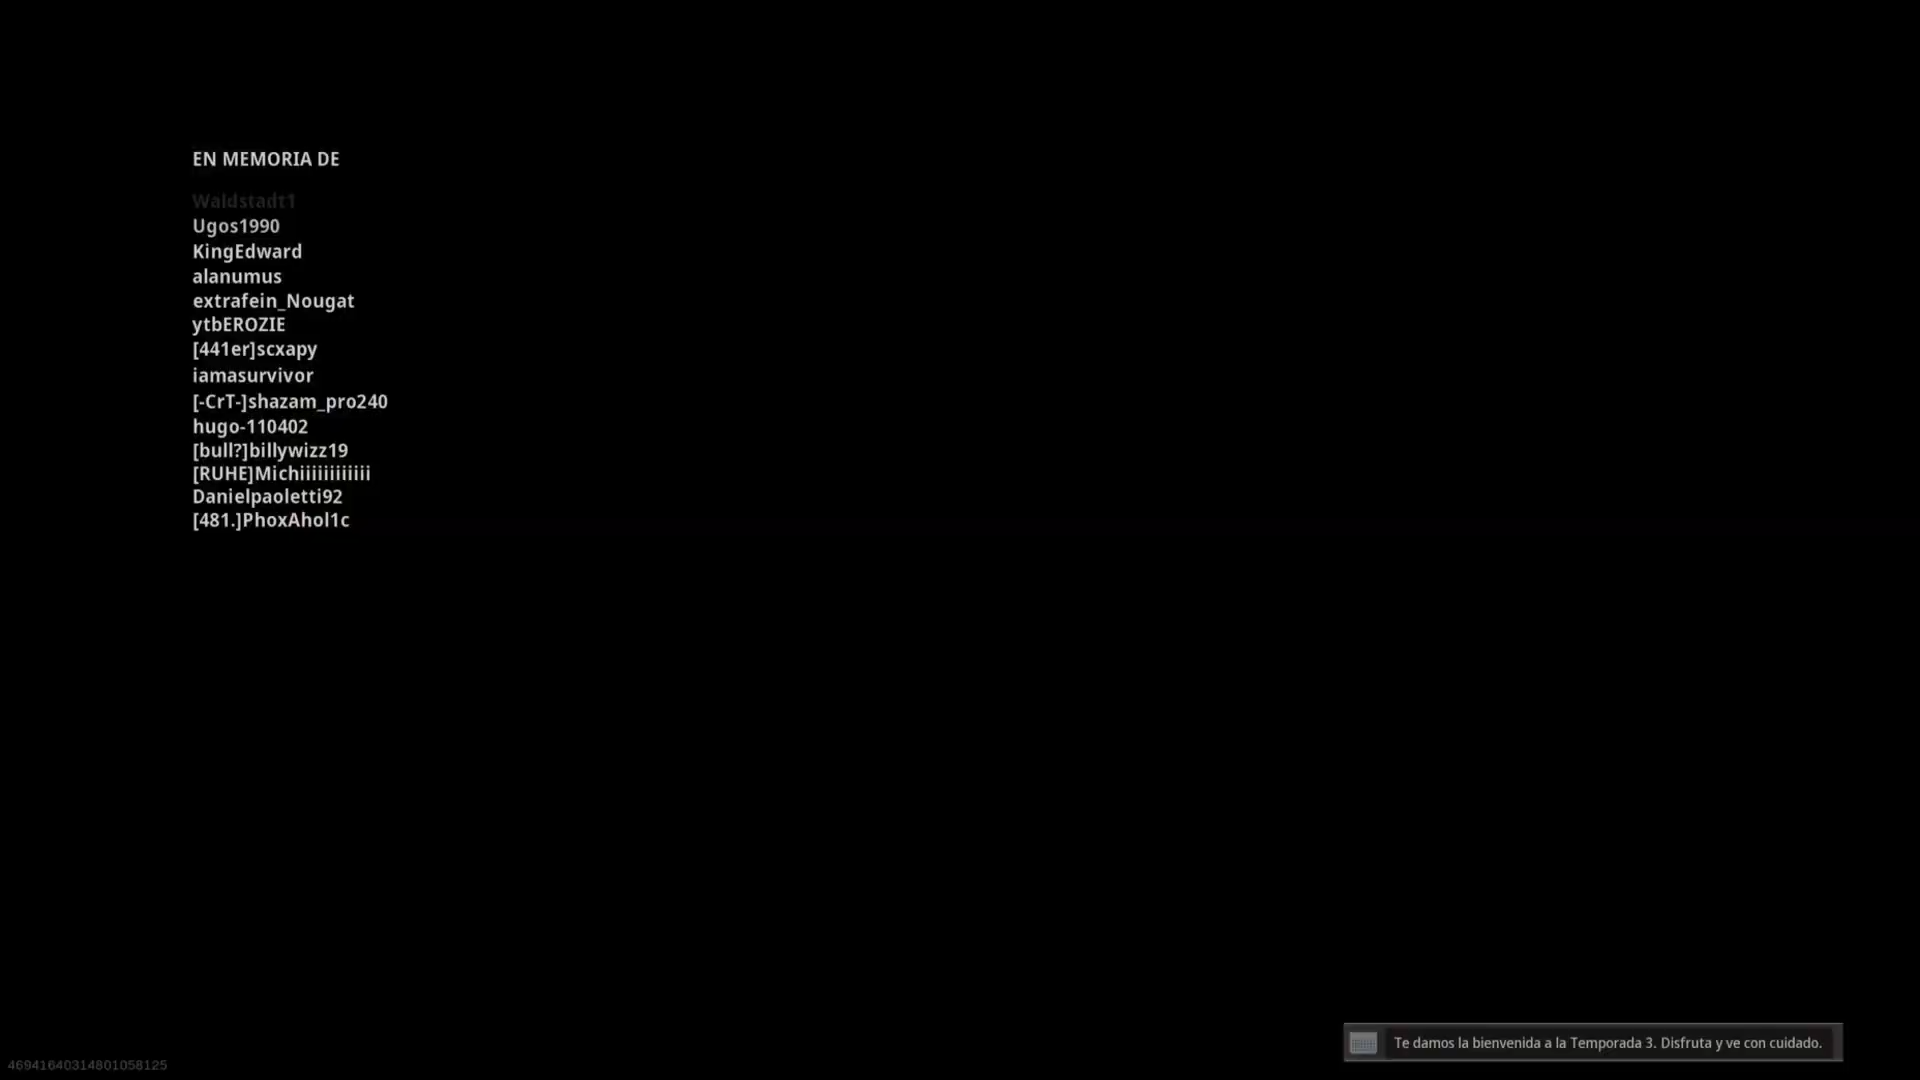 EN MEMORIA DE
Waldstadt1
Ugos1990
KingEdward
alanumus
extrafein_Nougat
ytbEROZIE
[441er]scxapy
iamasurvivor
[-CrT-]shazam_pro240
hugo-110402
[bull?]billywizz19
[RUHE]Michiiiiiiiiiiii
Danielpaoletti92
[481.]PhoxAhol1c
Te damos la bienvenida a la Temporada 3. Disfruta y ve con cuidado.
46941640314801058125